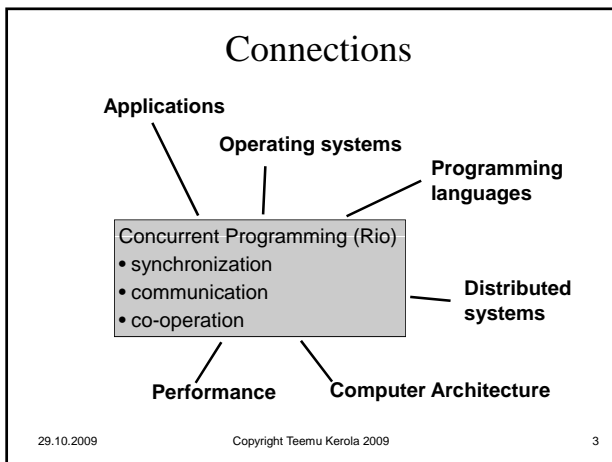 Connections
Applications
Operating systems
Programming
languages
Concurrent Programming (Rio)
• synchronization
• communication
• co-operation
Distributed
systems
Performance
Computer Architecture
29.10.2009
Copyright Teemu Kerola 2009
3